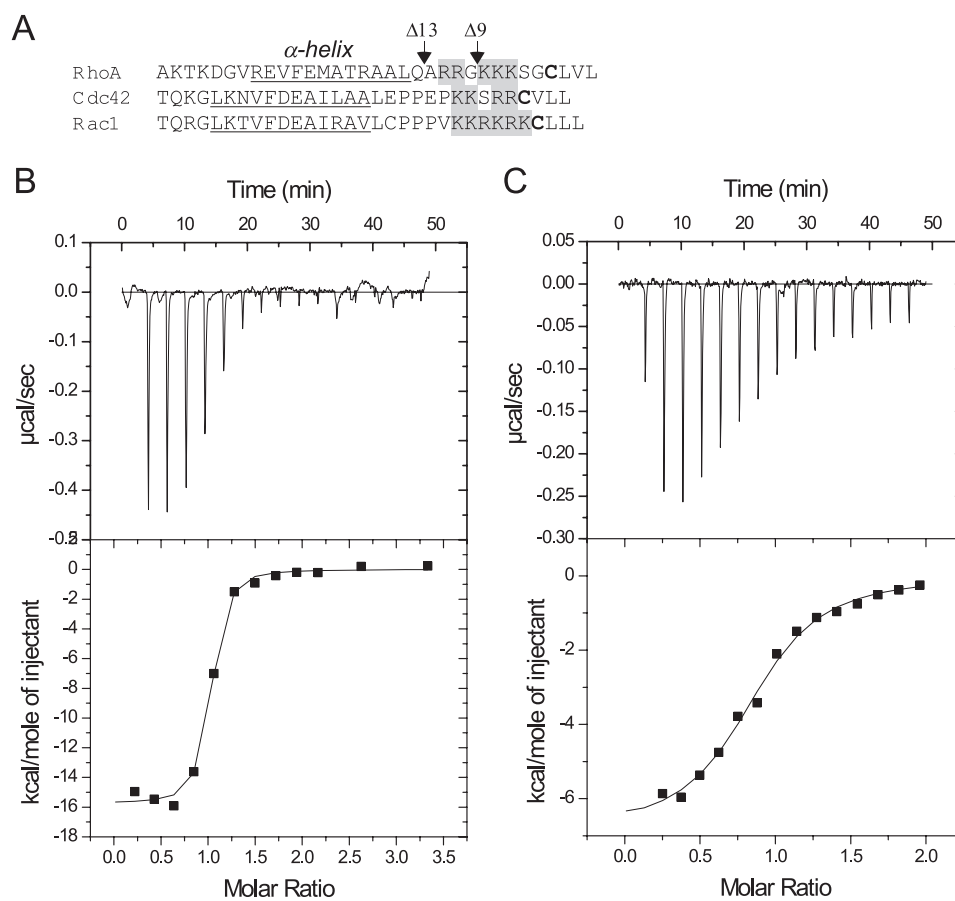 A
Δ13 Δ9
α-helix
RhoA AKTKDGVREVFEMATRAALQARRGKKKSGCLVL
Cdc42 TQKGLKNVFDEAILAALEPPEPKKSRRCVLL
Rac1 TQRGLKTVFDEAIRAVLCPPPVKKRKRKCLLL
B
Time (min)
0 10 20 30 40 50
0.1
0.0
-0.1
-0.2
-0.3
-0.4
-0.5
2
µcal/sec
0
-2
-4
-6
-8
-10
-12
-14
-16
-18
kcal/mole of injectant
0.0 0.5 1.0 1.5 2.0 2.5 3.0 3.5
Molar Ratio
C
Time (min)
0 10 20 30 40 50
0.05
0.00
-0.05
-0.10
-0.15
-0.20
-0.25
-0.30
µcal/sec
0
-2
-4
-6
kcal/mole of injectant
0.0 0.5 1.0 1.5 2.0
Molar Ratio